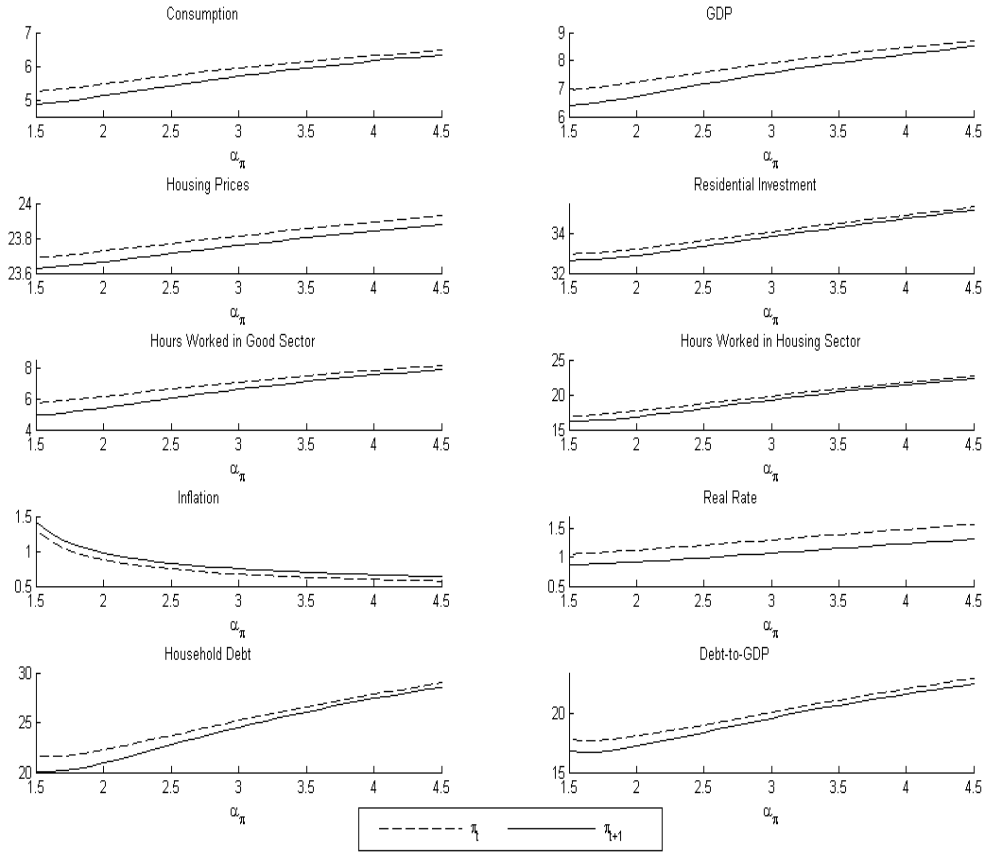 Consumption
7
6
5
1.5 2 2.5 3 3.5 4 4.5
απ
GDP
9
8
7
6
1.5 2 2.5 3 3.5 4 4.5
απ
Housing Prices
24
23.8
23.6
1.5 2 2.5 3 3.5 4 4.5
απ
Residential Investment
34
32
1.5 2 2.5 3 3.5 4 4.5
απ
Hours Worked in Good Sector
8
6
4
1.5 2 2.5 3 3.5 4 4.5
απ
Hours Worked in Housing Sector
25
20
15
1.5 2 2.5 3 3.5 4 4.5
απ
Inflation
1.5
1
0.5
1.5 2 2.5 3 3.5 4 4.5
απ
Real Rate
1.5
1
0.5
1.5 2 2.5 3 3.5 4 4.5
απ
Household Debt
30
25
20
1.5 2 2.5 3 3.5 4 4.5
απ
Debt-to-GDP
20
15
1.5 2 2.5 3 3.5 4 4.5
απ
πt πt+1